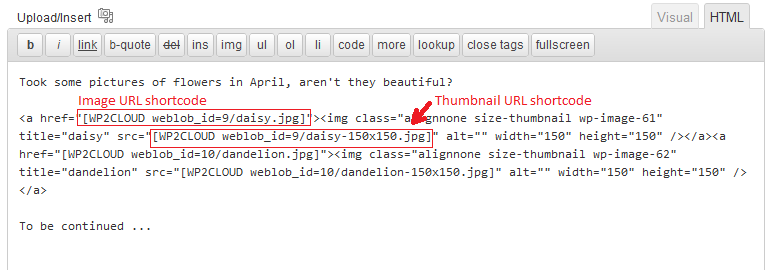 Upload/Insert
Visual HTML
b i link b-quote del ins img ul ol li code more lookup close tags fullscreen
Took some pictures of flowers in April, aren't they beautiful?
Image URL shortcode Thumbnail URL shortcode
<a href="[WP2CLOUD weblob_id=9/daisy.jpg]"><img class="alignnone size-thumbnail wp-image-61"
title="daisy" src="[WP2CLOUD weblob_id=9/daisy-150x150.jpg]" alt="" width="150" height="150" /></a><a
href="[WP2CLOUD weblob_id=10/dandelion.jpg]"><img class="alignnone size-thumbnail wp-image-62"
title="dandelion" src="[WP2CLOUD weblob_id=10/dandelion-150x150.jpg]" alt="" width="150" height="150" />
</a>
To be continued ...